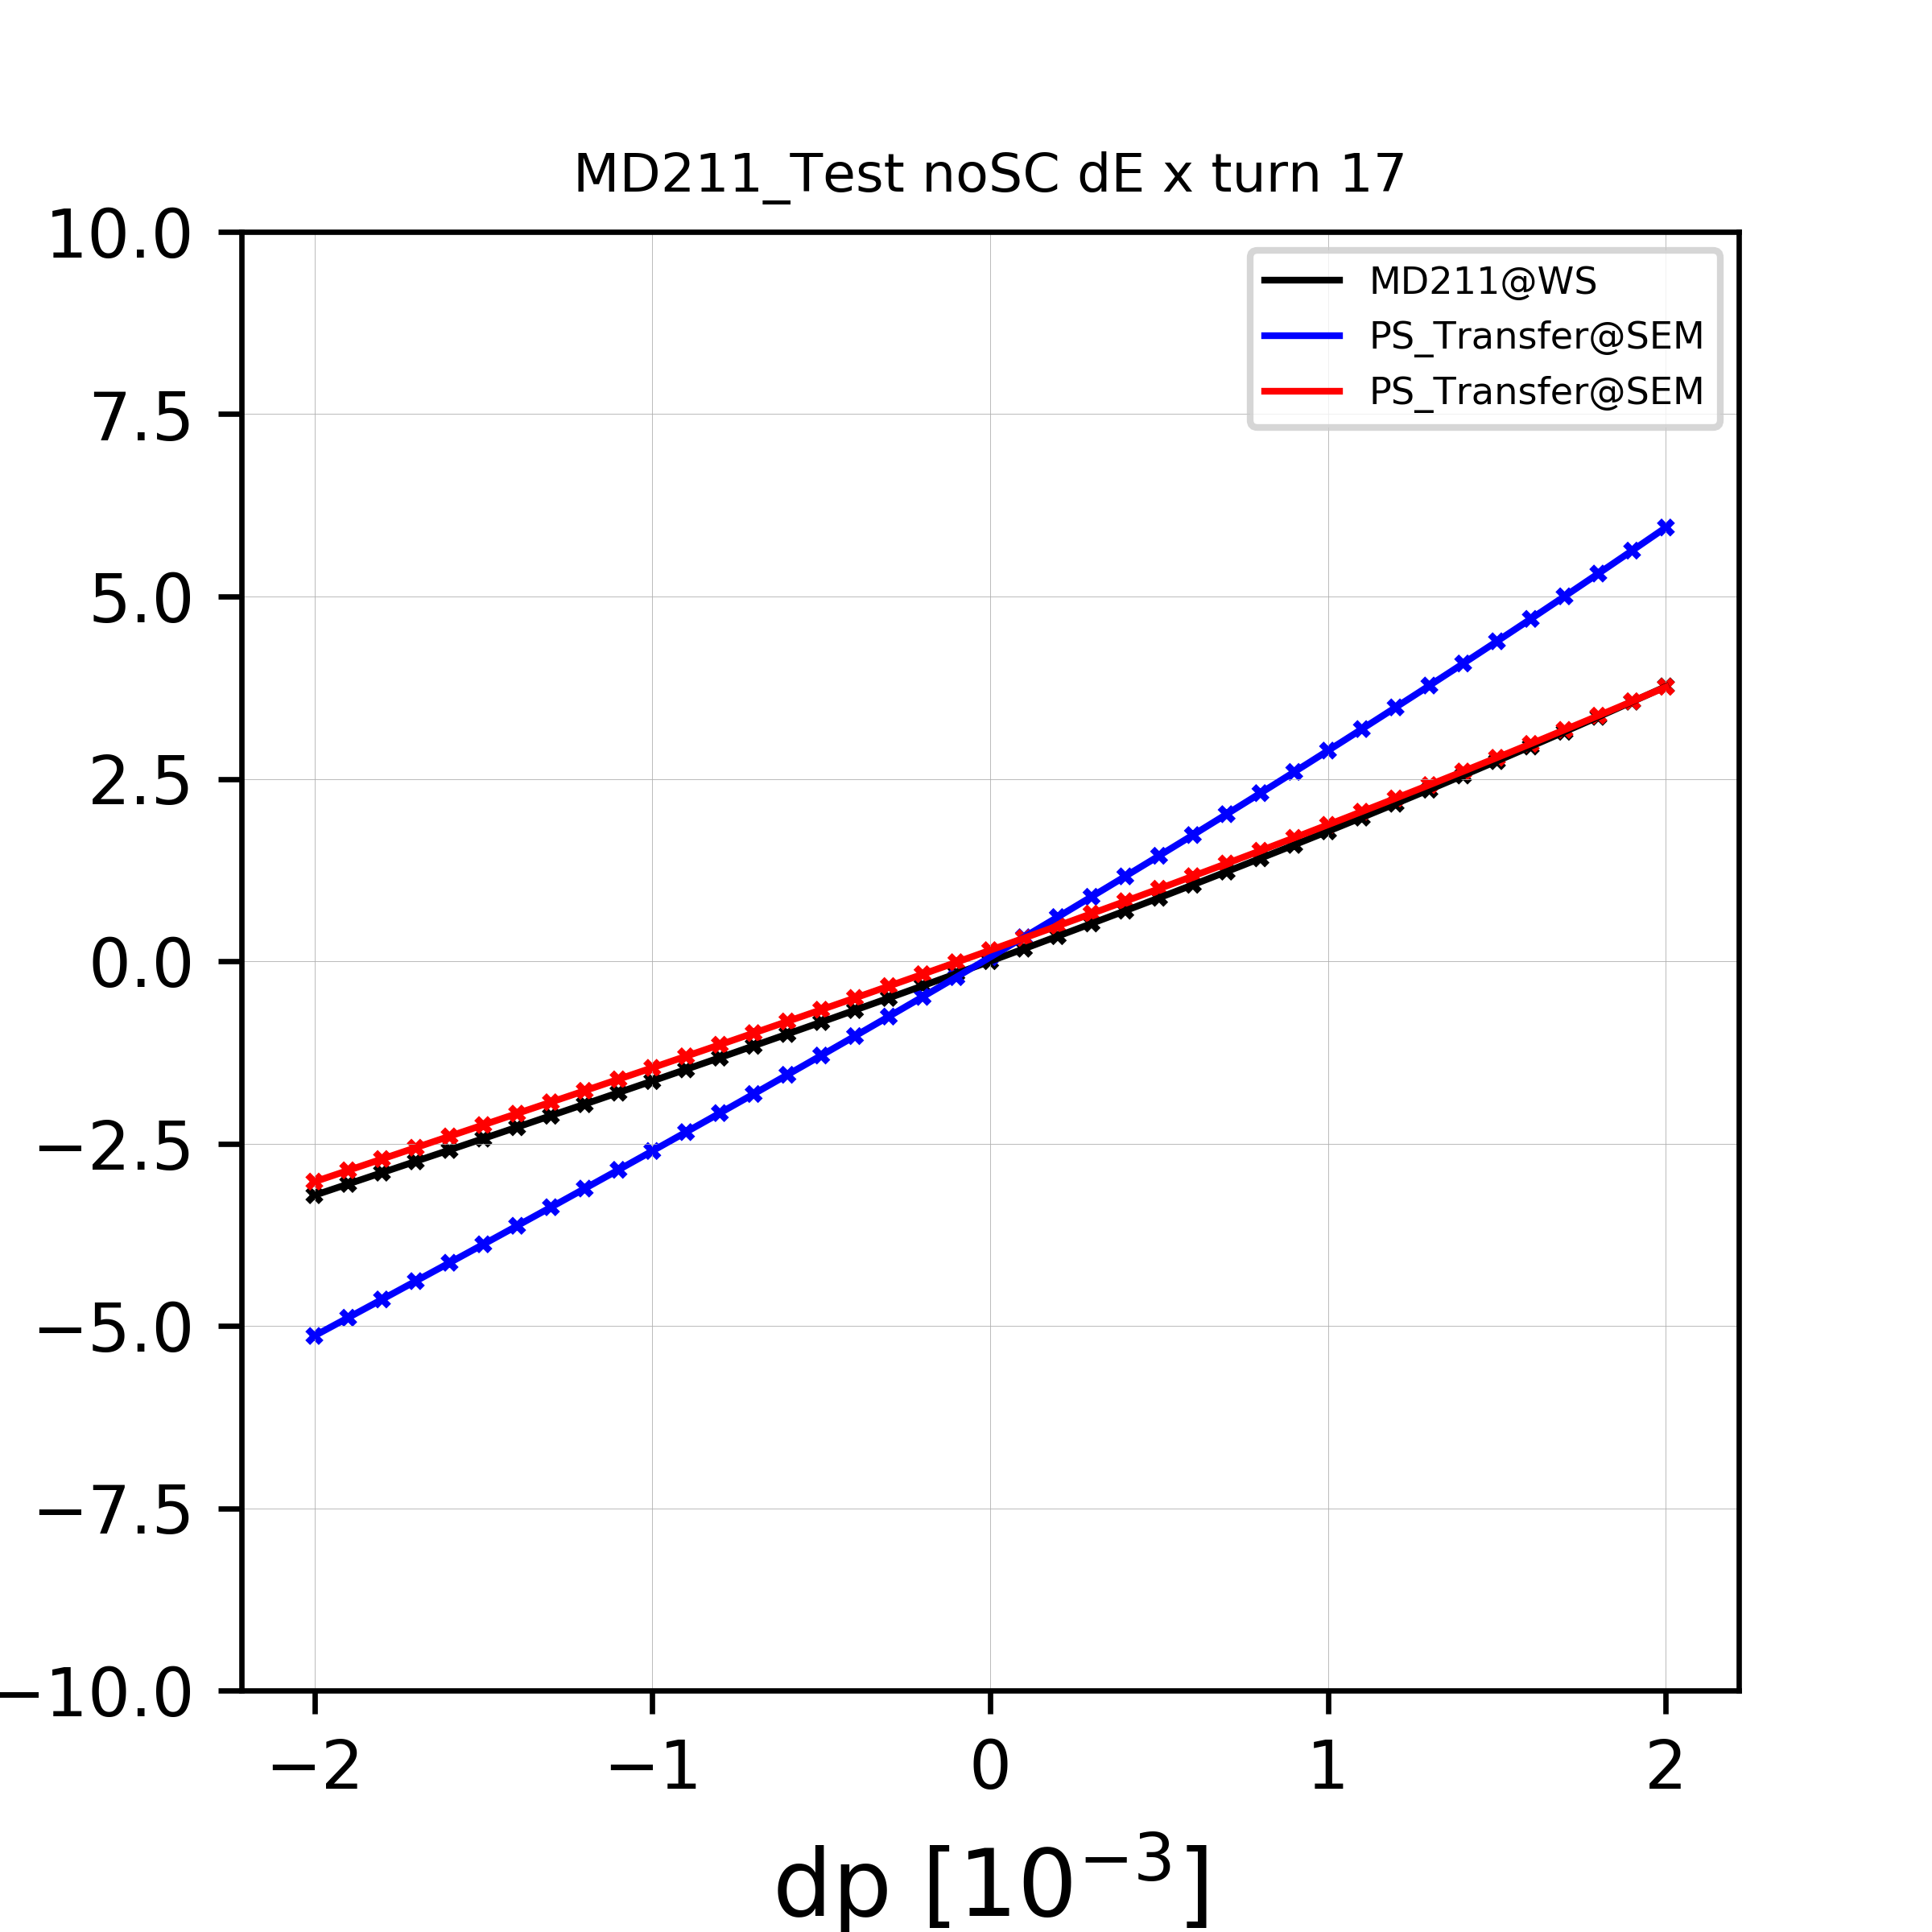 MD211_Test noSC dE x turn 17
MD211@WS
PS_Transfer@SEM
PS_Transfer@SEM
10.0
7.5
5.0
2.5
0.0
−2.5
−5.0
−7.5
−10.0
−2 −1 0 1 2
dp [10⁻³]